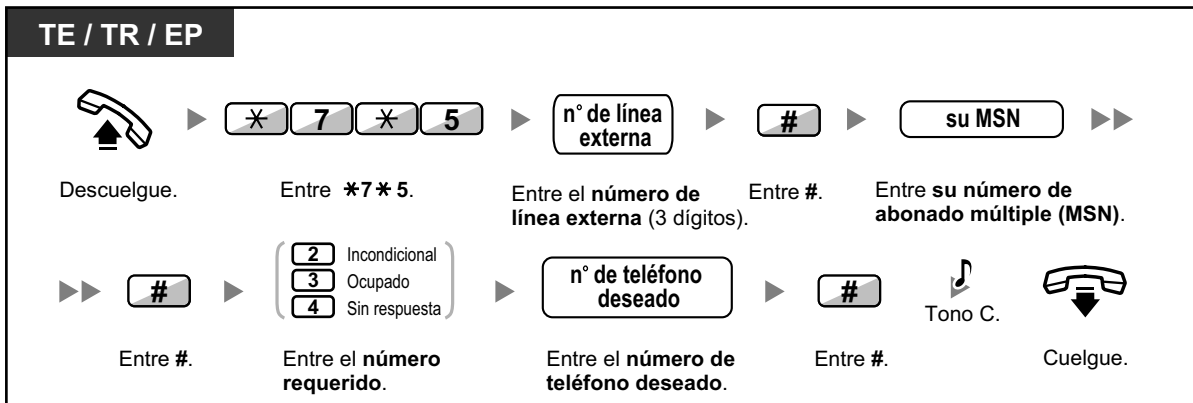 TE / TR / EP
* 7 * 5
n° de línea
externa
#
su MSN
Descuelgue.
Entre *7*5.
Entre el número de
línea externa (3 dígitos).
Entre #.
Entre su número de
abonado múltiple (MSN).
#
2 Incondicional
3 Ocupado
4 Sin respuesta
n° de teléfono
deseado
#
Tono C.
Entre #.
Entre el número
requerido.
Entre el número de
teléfono deseado.
Entre #.
Cuelgue.